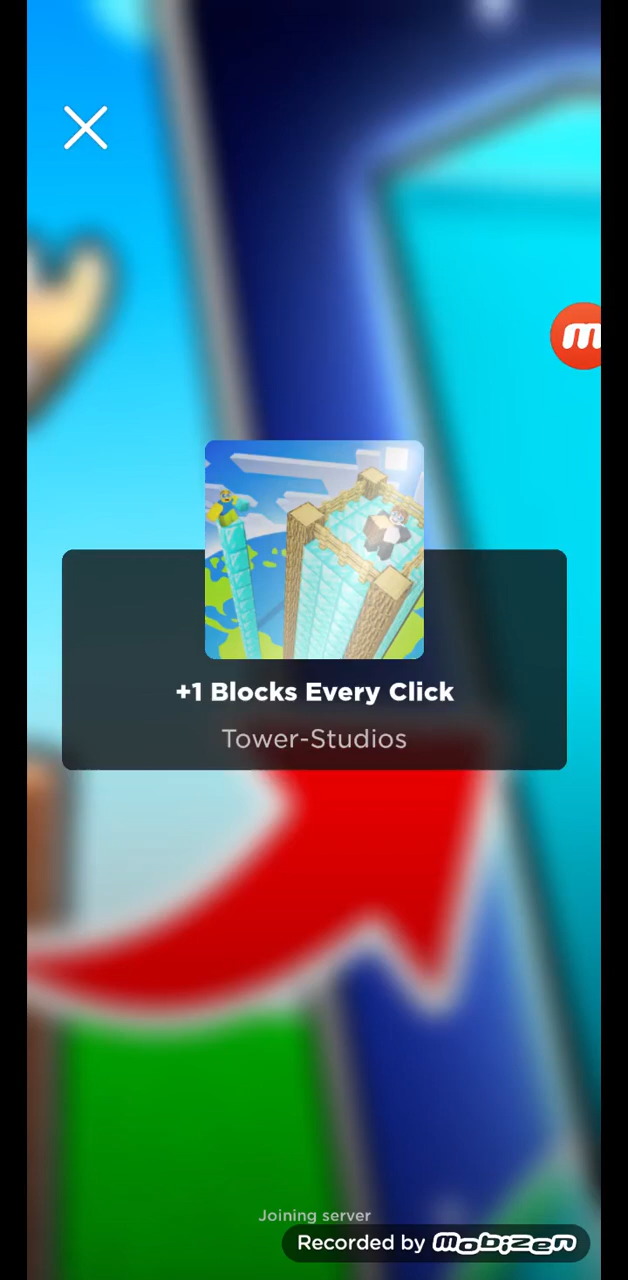 +1 Blocks Every Click
Tower-Studios
Joining server
Recorded by mobizen